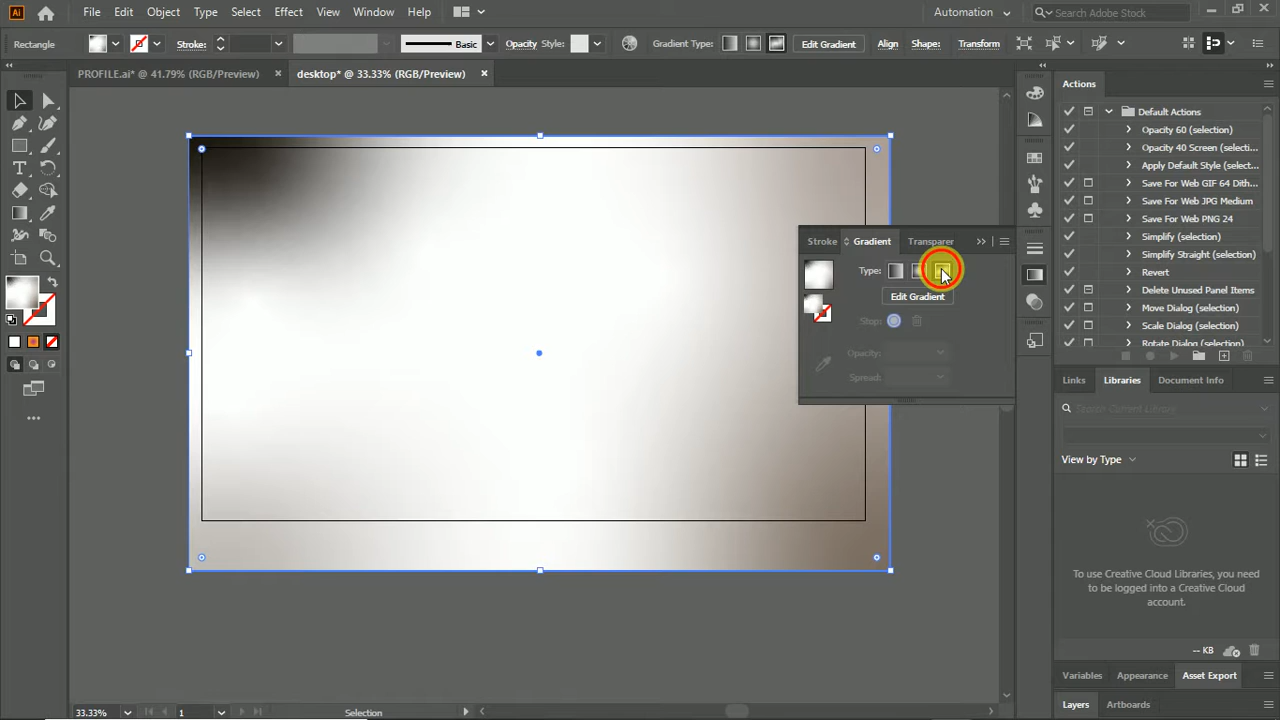 Ai File Edit Object Type Select Effect View Window Help Automation Search Adobe Stock
Rectangle Stroke: Basic Opacity Style: Gradient Type: Edit Gradient Align Shape: Transform
PROFILE.ai* @ 41.79% (RGB/Preview) × desktop* @ 33.33% (RGB/Preview) ×
Actions
Default Actions
Opacity 60 (selection)
Opacity 40 Screen (selecti...
Apply Default Style (select...
Save For Web GIF 64 Dith...
Save For Web JPG Medium
Save For Web PNG 24
Simplify (selection)
Simplify Straight (selection)
Revert
Delete Unused Panel Items
Move Dialog (selection)
Scale Dialog (selection)
Rotate Dialog (selection)
Stroke Gradient Transparer
Type:
Edit Gradient
Stop:
Opacity:
Spread:
Links Libraries Document Info
Search Current Library
View by Type
To use Creative Cloud Libraries, you
need to
be logged into a Creative Cloud
account.
-- KB
Variables Appearance Asset Export
Layers Artboards
33.33% 1 Selection